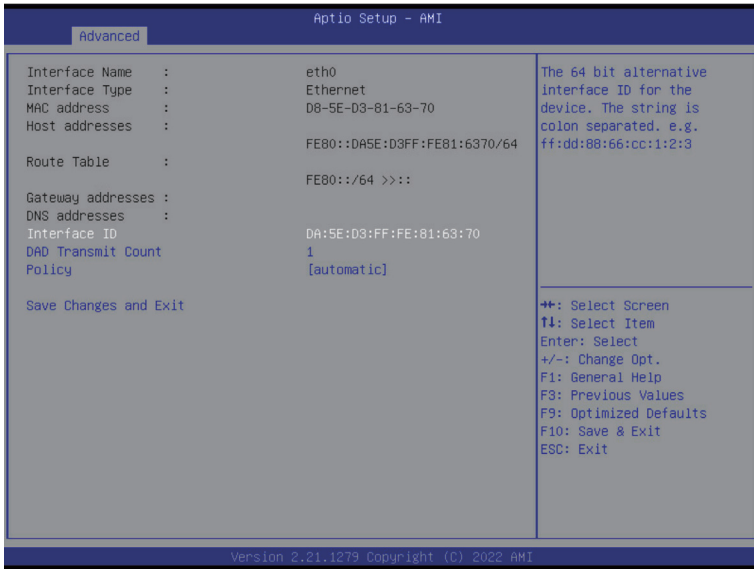 Aptio Setup – AMI
Advanced
Interface Name : eth0
Interface Type : Ethernet
MAC address : D8-5E-D3-81-63-70
Host addresses :
FE80::DA5E:D3FF:FE81:6370/64
Route Table :
FE80::/64 >>::
Gateway addresses :
DNS addresses :
Interface ID DA:5E:D3:FF:FE:81:63:70
DAD Transmit Count 1
Policy [automatic]
Save Changes and Exit
The 64 bit alternative
interface ID for the
device. The string is
colon separated. e.g.
ff:dd:88:66:cc:1:2:3
→←: Select Screen
↑↓: Select Item
Enter: Select
+/-: Change Opt.
F1: General Help
F3: Previous Values
F9: Optimized Defaults
F10: Save & Exit
ESC: Exit
Version 2.21.1279 Copyright (C) 2022 AMI